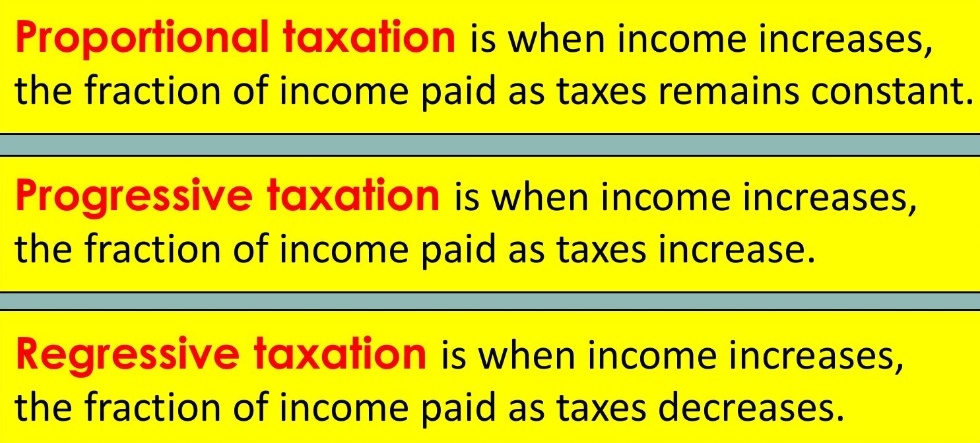 Proportional taxation is when income increases,
the fraction of income paid as taxes remains constant.
Progressive taxation is when income increases,
the fraction of income paid as taxes increase.
Regressive taxation is when income increases,
the fraction of income paid as taxes decreases.